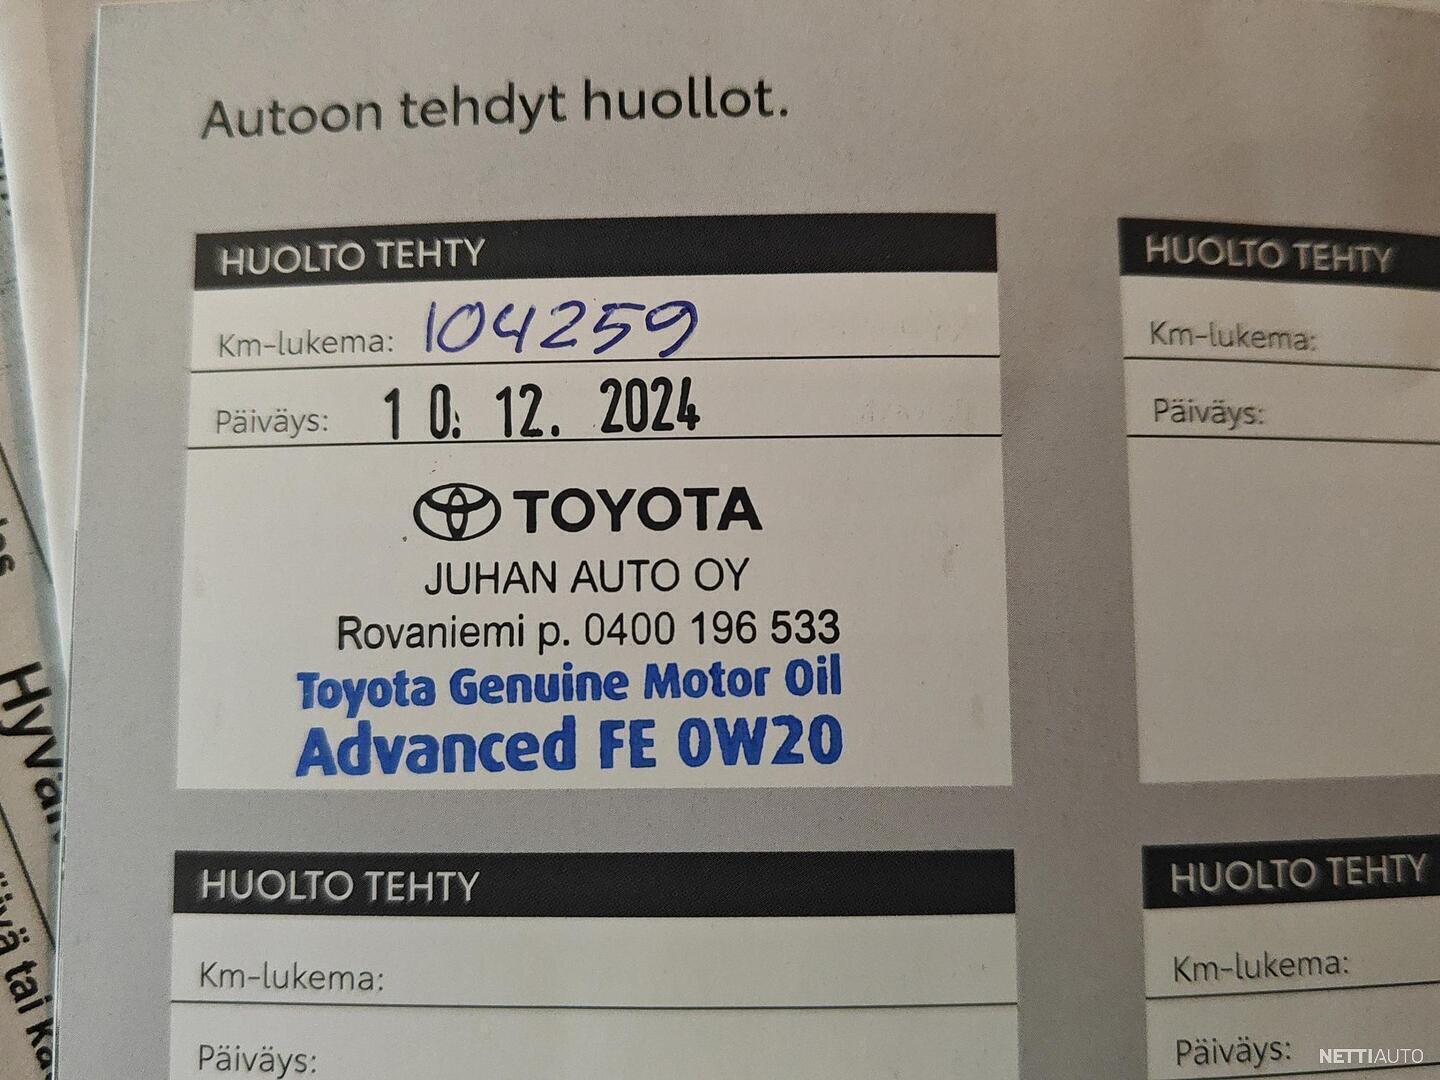 Autoon tehdyt huollot.
HUOLTO TEHTY
Km-lukema: 104259
Päiväys: 10. 12. 2024
TOYOTA
JUHAN AUTO OY
Rovaniemi p. 0400 196 533
Toyota Genuine Motor Oil
Advanced FE 0W20
HUOLTO TEHTY
Km-lukema:
Päiväys:
HUOLTO TEHTY
Km-lukema:
Päiväys:
HUOLTO TEHTY
Km-lukema:
Päiväys:
tai
NETTIAUTO